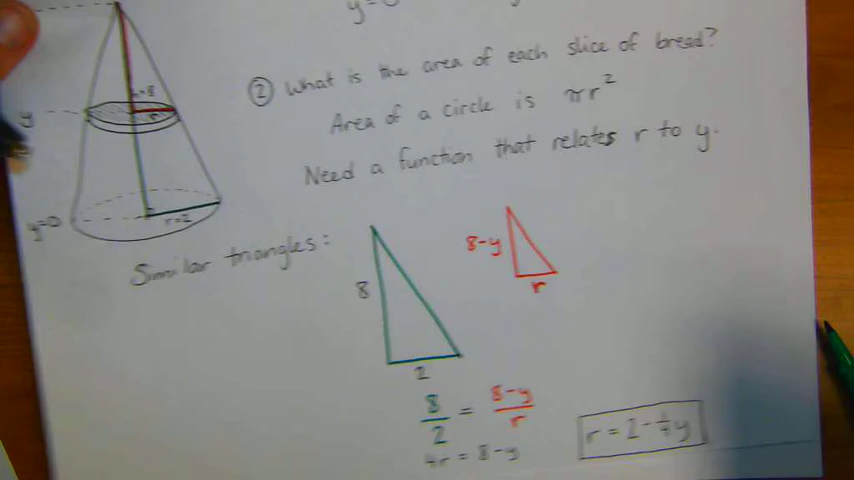 ② What is the area of each slice of bread?
Area of a circle is πr²
Need a function that relates r to y.
y
r
y=0
r=2
Similar triangles:
8
2
8-y
r
8/2 = 8-y/r
4r = 8-y
r = 2 - 1/4 y